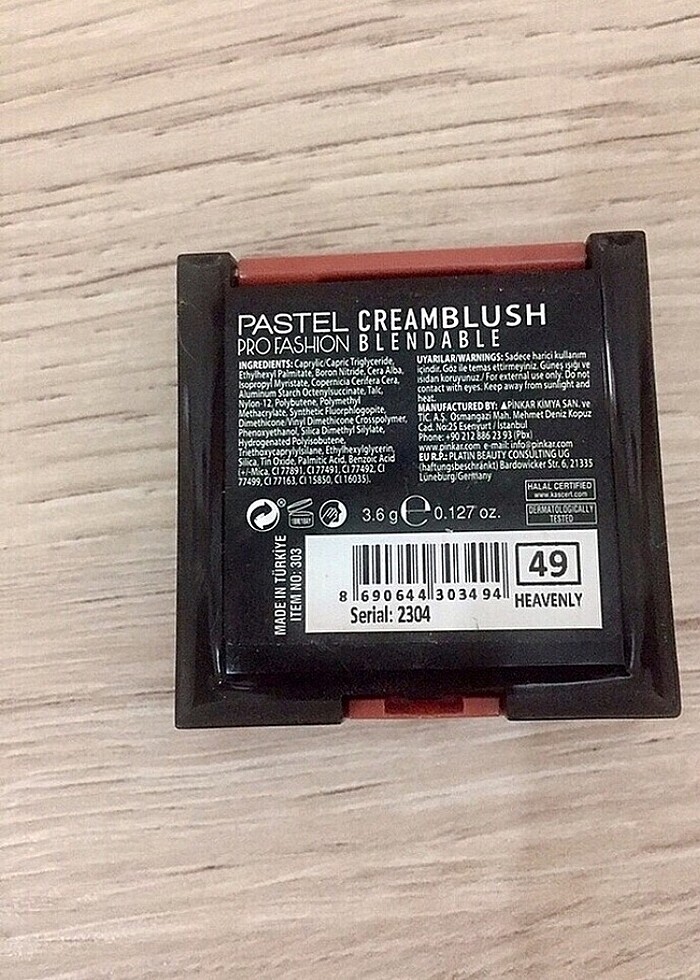 PASTEL CREAMBLUSH
PRO FASHION BLENDABLE
INGREDIENTS: Caprylic/Capric Triglyceride,
Ethylhexyl Palmitate, Boron Nitride, Cera Alba,
Isopropyl Myristate, Copernicia Cerifera Cera,
Aluminum Starch Octenylsuccinate, Talc,
Nylon-12, Polybutene, Polymethyl
Methacrylate, Synthetic Fluorphlogopite,
Dimethicone/Vinyl Dimethicone Crosspolymer,
Phenoxyethanol, Silica Dimethyl Silylate,
Hydrogenated Polyisobutene,
Triethoxycaprylylsilane, Ethylhexylglycerin,
Silica, Tin Oxide, Palmitic Acid, Benzoic Acid
(+/-Mica, CI 77891, CI 77491, CI 77492, CI
77499, CI 77163, CI 15850, CI 16035).
UYARILAR/WARNINGS: Sadece harici kullanım
içindir. Göz ile temas ettirmeyiniz. Güneş ışığı ve
ısıdan koruyunuz / For external use only. Do not
contact with eyes. Keep away from sunlight and
heat.
MANUFACTURED BY: PİNKAR KİMYA SAN. ve
TİC. A.Ş. Osmangazi Mah. Mehmet Deniz Kopuz
Cad. No:25 Esenyurt / İstanbul
Phone: +90 212 886 23 93 (Pbx)
www.pinkar.com e-mail: info@pinkar.com
EU R.P.: PLATIN BEAUTY CONSULTING UG
(haftungsbeschränkt) Bardowicker Str. 6, 21335
Lüneburg/Germany
HALAL CERTIFIED
www.kascert.com
DERMATOLOGICALLY
TESTED
3.6 g e 0.127 oz.
MADE IN TÜRKİYE
ITEM NO: 303
8 690644 303494
Serial: 2304
49
HEAVENLY